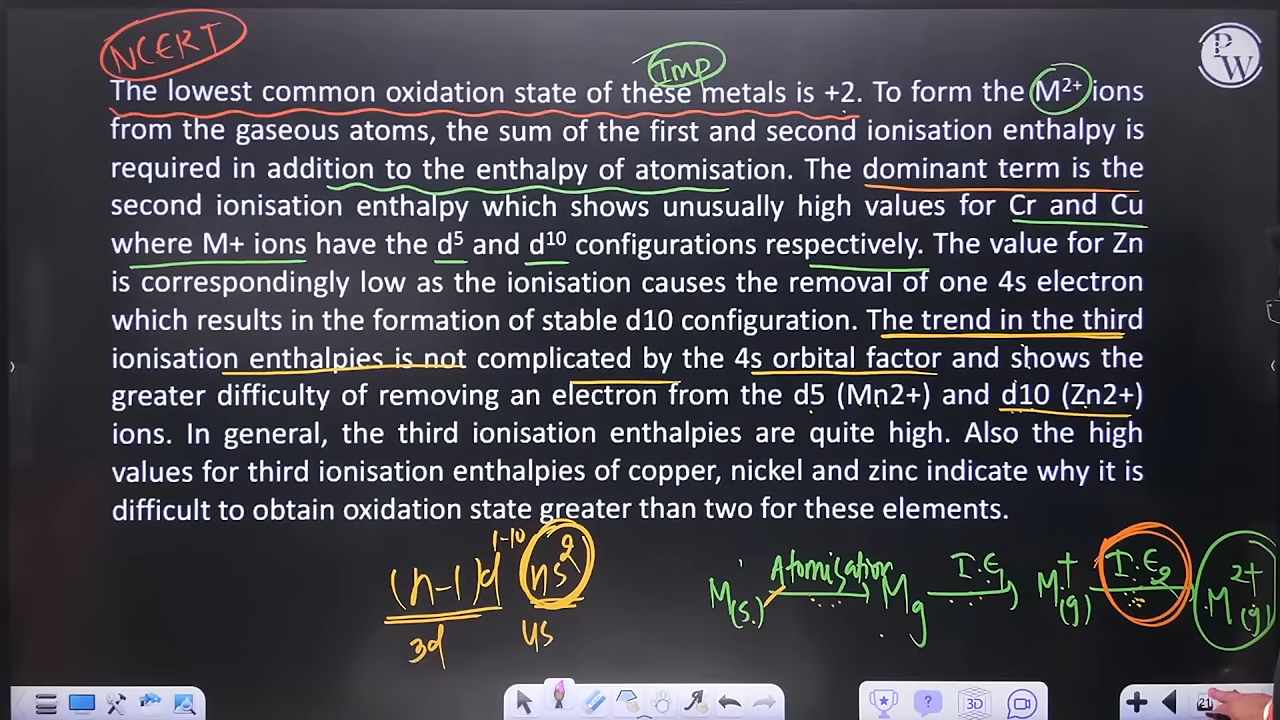 NCERT
Imp
PW
The lowest common oxidation state of these metals is +2. To form the M²⁺ ions
from the gaseous atoms, the sum of the first and second ionisation enthalpy is
required in addition to the enthalpy of atomisation. The dominant term is the
second ionisation enthalpy which shows unusually high values for Cr and Cu
where M+ ions have the d⁵ and d¹⁰ configurations respectively. The value for Zn
is correspondingly low as the ionisation causes the removal of one 4s electron
which results in the formation of stable d10 configuration. The trend in the third
ionisation enthalpies is not complicated by the 4s orbital factor and shows the
greater difficulty of removing an electron from the d5 (Mn2+) and d10 (Zn2+)
ions. In general, the third ionisation enthalpies are quite high. Also the high
values for third ionisation enthalpies of copper, nickel and zinc indicate why it is
difficult to obtain oxidation state greater than two for these elements.
(n-1)d¹⁻¹⁰ ns²
3d 4s
M(s) Atomisation Mg I.E₁ M⁺(g) I.E₂ M²⁺(g)
3D
21